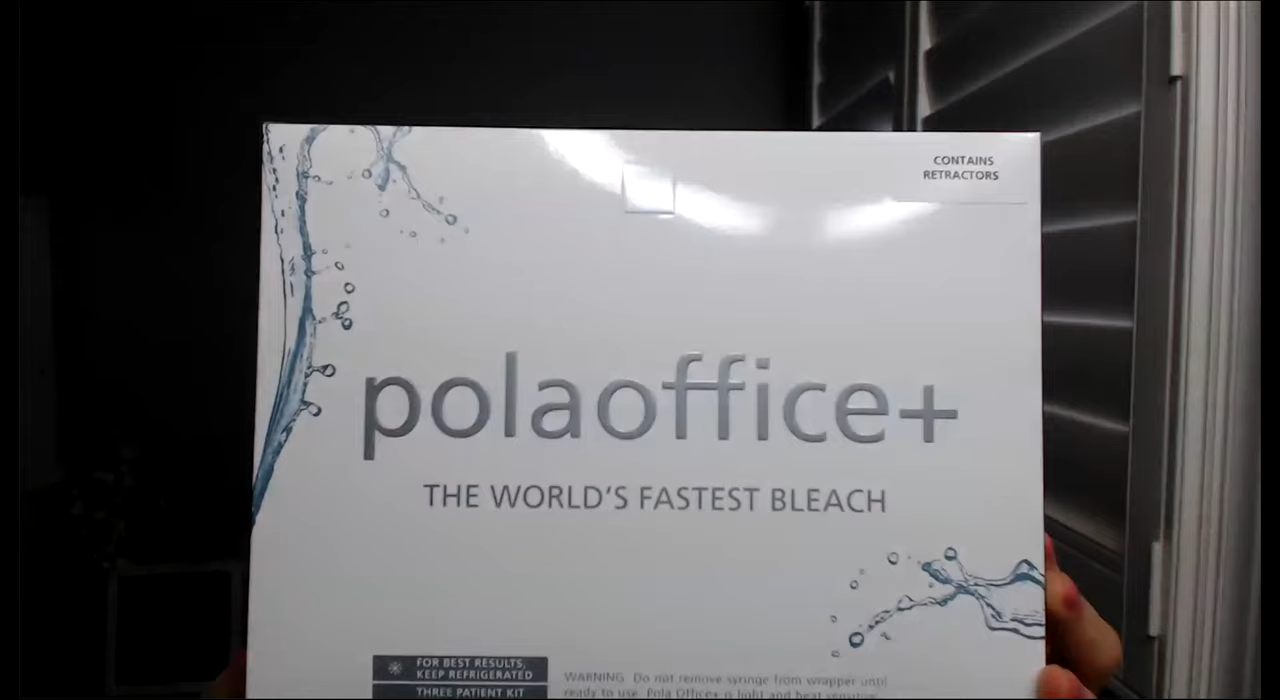 CONTAINS
RETRACTORS
polaoffice+
THE WORLD'S FASTEST BLEACH
FOR BEST RESULTS,
KEEP REFRIGERATED
THREE PATIENT KIT
WARNING: Do not remove syringe from wrapper until
ready to use. Pola Office+ is light and heat sensitive.